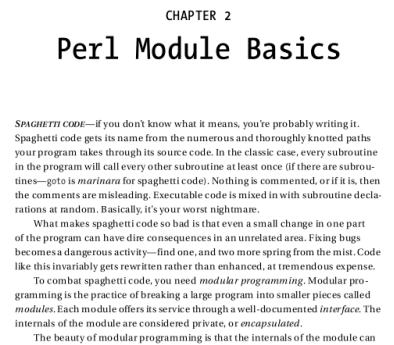 CHAPTER 2
Perl Module Basics
SPAGHETTI CODE—if you don't know what it means, you're probably writing it.
Spaghetti code gets its name from the numerous and thoroughly knotted paths
your program takes through its source code. In the classic case, every subroutine
in the program will call every other subroutine at least once (if there are subrou-
tines—goto is marinara for spaghetti code). Nothing is commented, or if it is, then
the comments are misleading. Executable code is mixed in with subroutine decla-
rations at random. Basically, it's your worst nightmare.
What makes spaghetti code so bad is that even a small change in one part
of the program can have dire consequences in an unrelated area. Fixing bugs
becomes a dangerous activity—find one, and two more spring from the mist. Code
like this invariably gets rewritten rather than enhanced, at tremendous expense.
To combat spaghetti code, you need modular programming. Modular pro-
gramming is the practice of breaking a large program into smaller pieces called
modules. Each module offers its service through a well-documented interface. The
internals of the module are considered private, or encapsulated.
The beauty of modular programming is that the internals of the module can